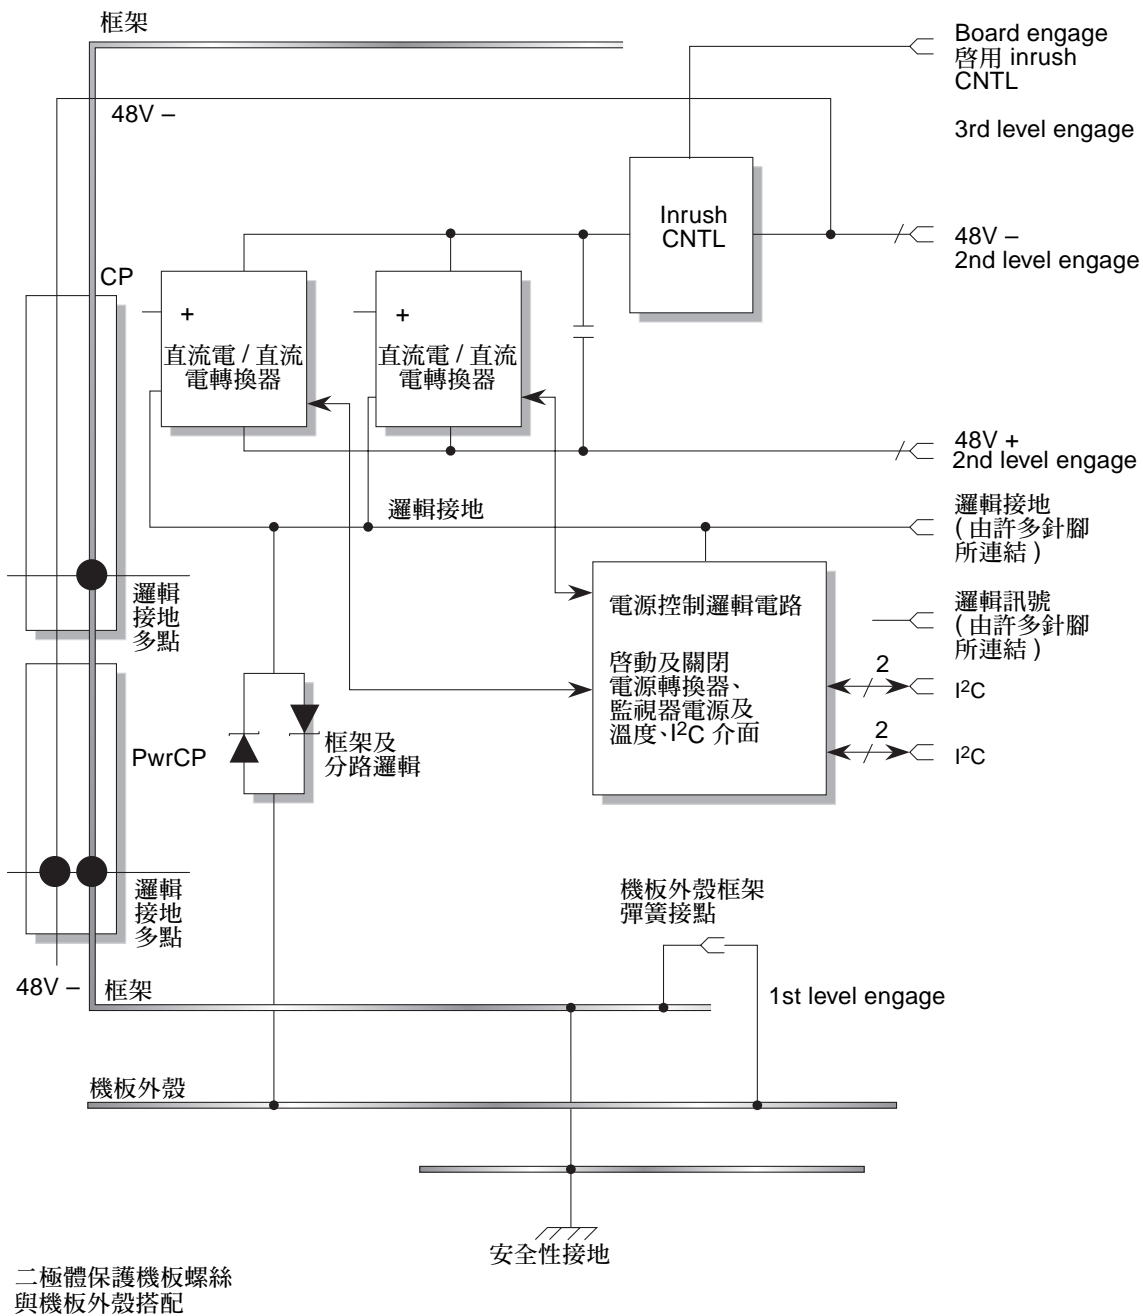 框架
Board engage
啓用 inrush
CNTL
3rd level engage
48V –
Inrush
CNTL
48V –
2nd level engage
CP
+
直流電 / 直流
電轉換器
+
直流電 / 直流
電轉換器
48V +
2nd level engage
邏輯接地
邏輯接地
( 由許多針腳
所連結 )
邏輯
接地
多點
電源控制邏輯電路
啓動及關閉
電源轉換器、
監視器電源及
溫度、I²C 介面
邏輯訊號
( 由許多針腳
所連結 )
2
I²C
2
I²C
PwrCP
框架及
分路邏輯
邏輯
接地
多點
機板外殼框架
彈簧接點
48V –
框架
1st level engage
機板外殼
安全性接地
二極體保護機板螺絲
與機板外殼搭配